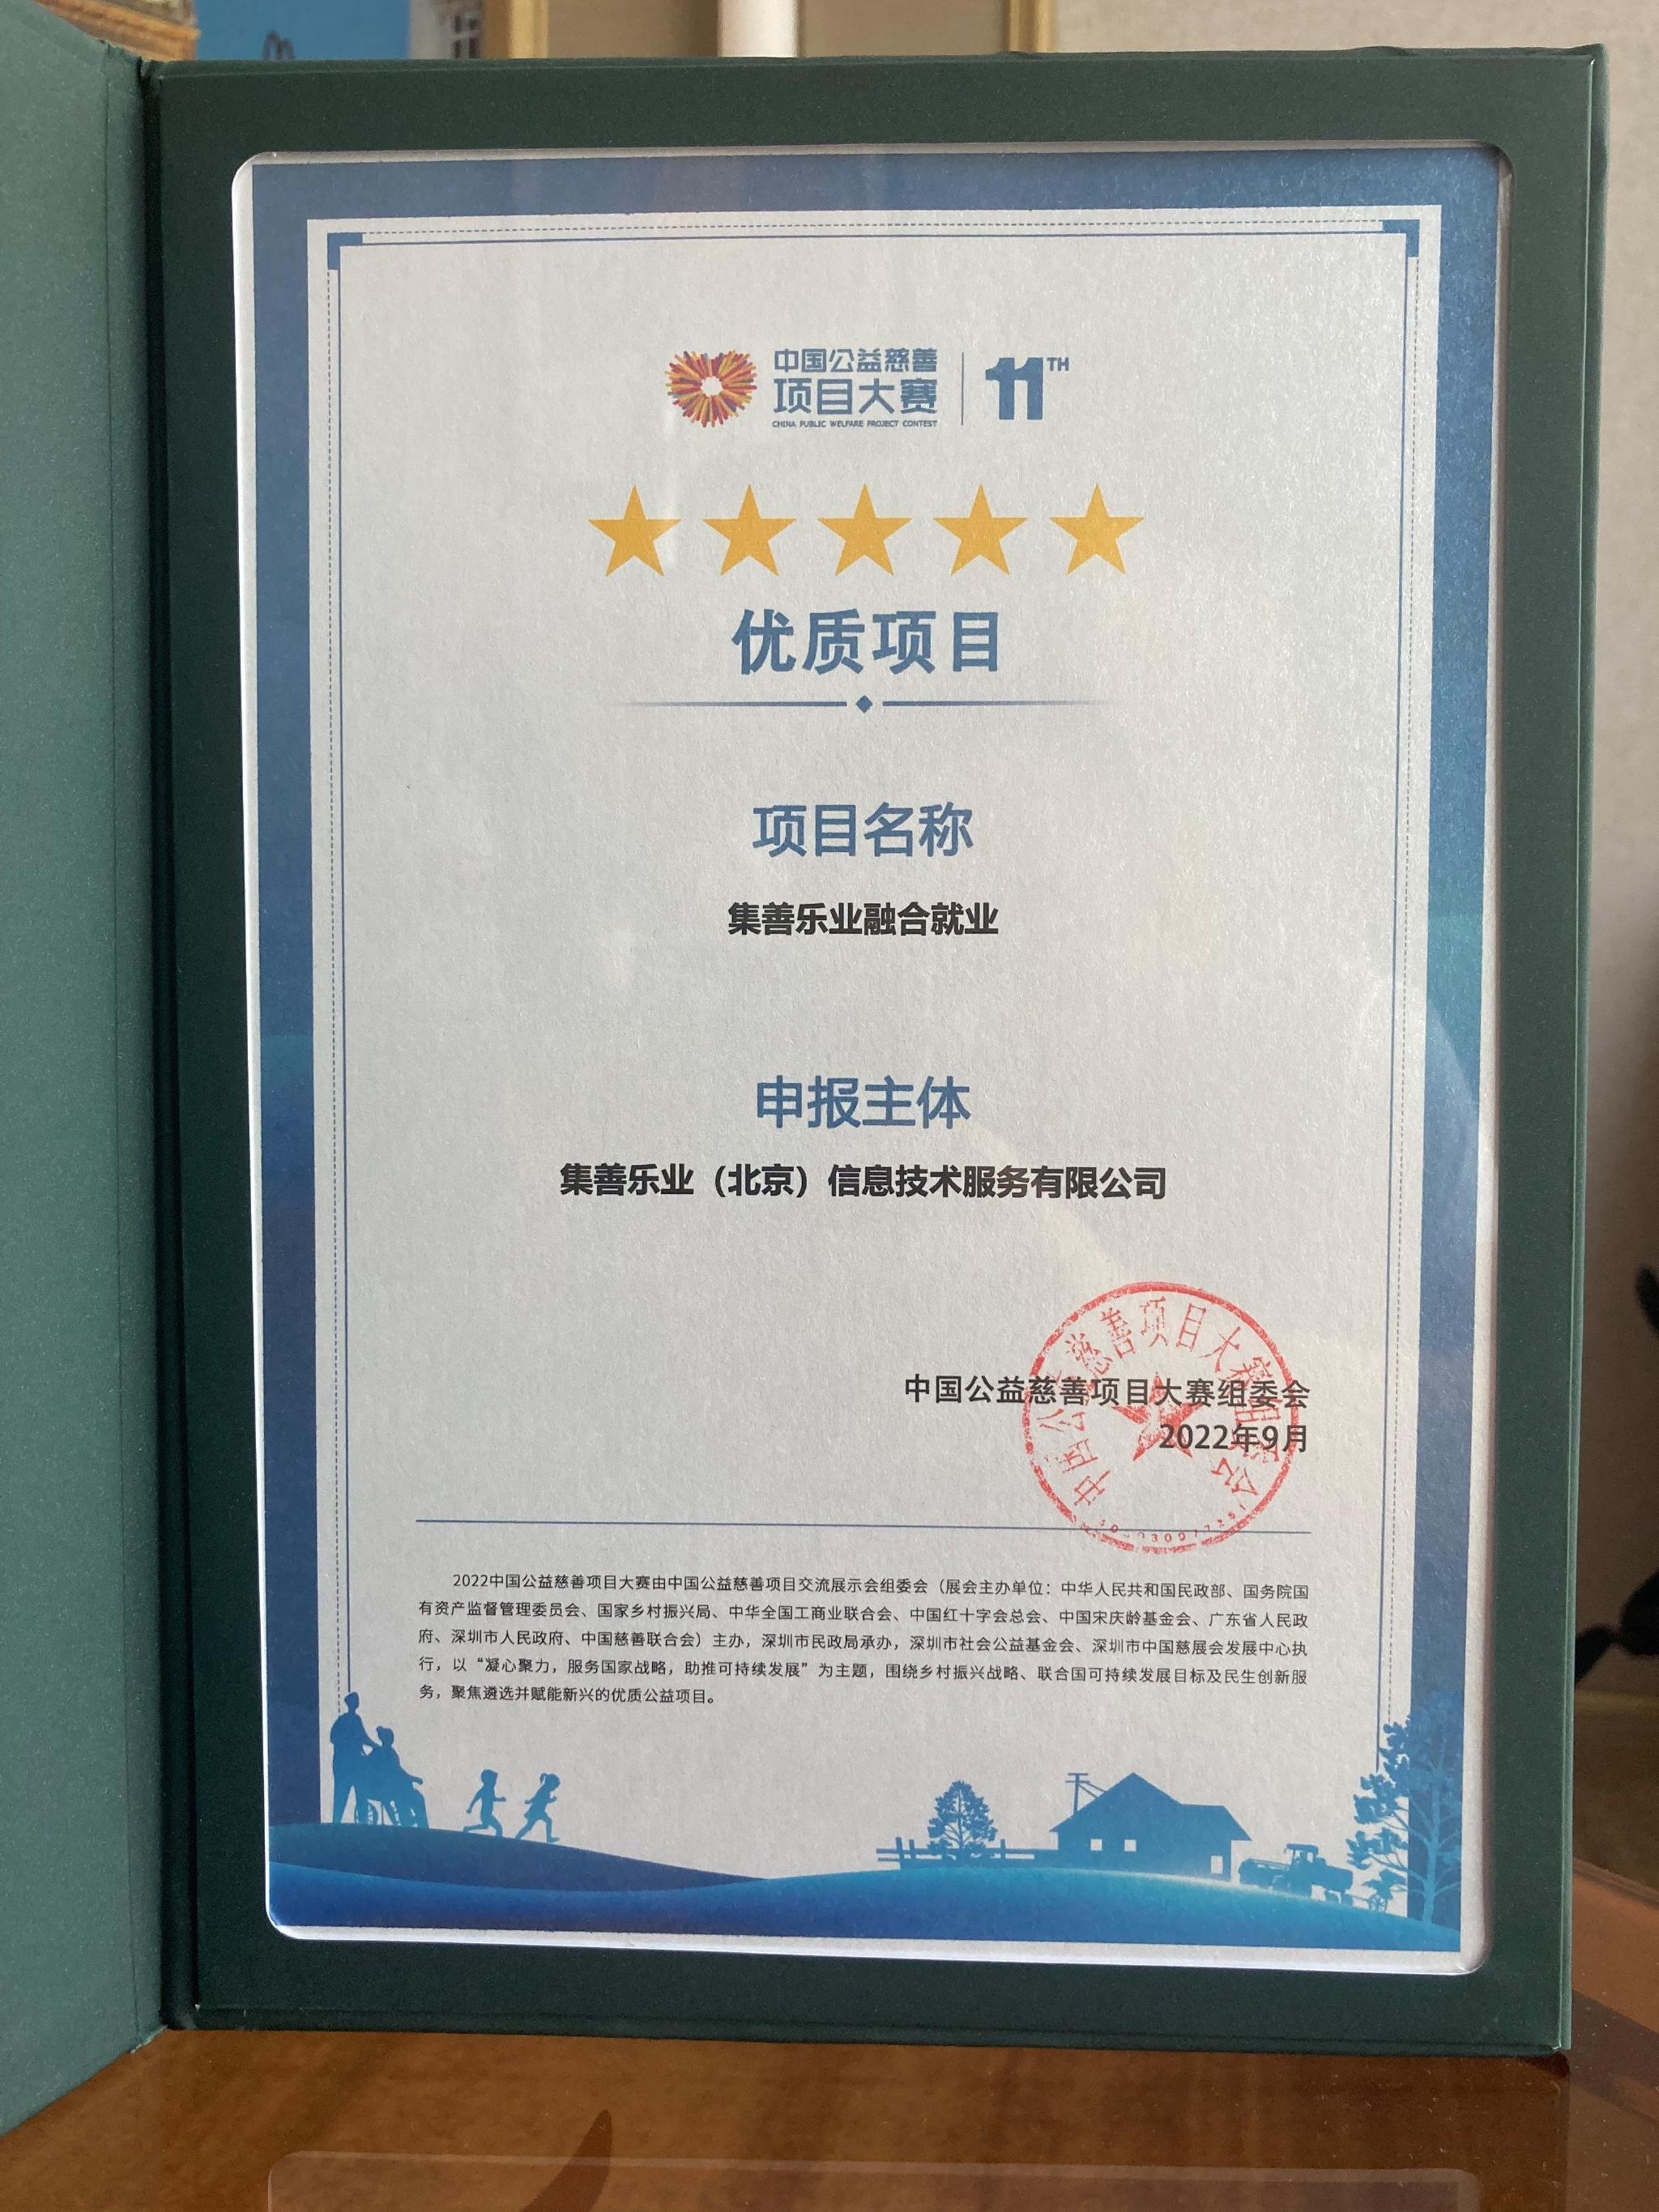 中国公益慈善
项目大赛
CHINA PUBLIC WELFARE PROJECT CONTEST
11TH
优质项目
项目名称
集善乐业融合就业
申报主体
集善乐业（北京）信息技术服务有限公司
中国公益慈善项目大赛组委会
2022年9月
中国公益慈善项目大赛组委会
2022中国公益慈善项目大赛由中国公益慈善项目交流展示会组委会（展会主办单位：中华人民共和国民政部、国务院国
有资产监督管理委员会、国家乡村振兴局、中华全国工商业联合会、中国红十字会总会、中国宋庆龄基金会、广东省人民政
府、深圳市人民政府、中国慈善联合会）主办，深圳市民政局承办，深圳市社会公益基金会、深圳市中国慈展会发展中心执
行，以“凝心聚力，服务国家战略，助推可持续发展”为主题，围绕乡村振兴战略、联合国可持续发展目标及民生创新服
务，聚焦遴选并赋能新兴的优质公益项目。